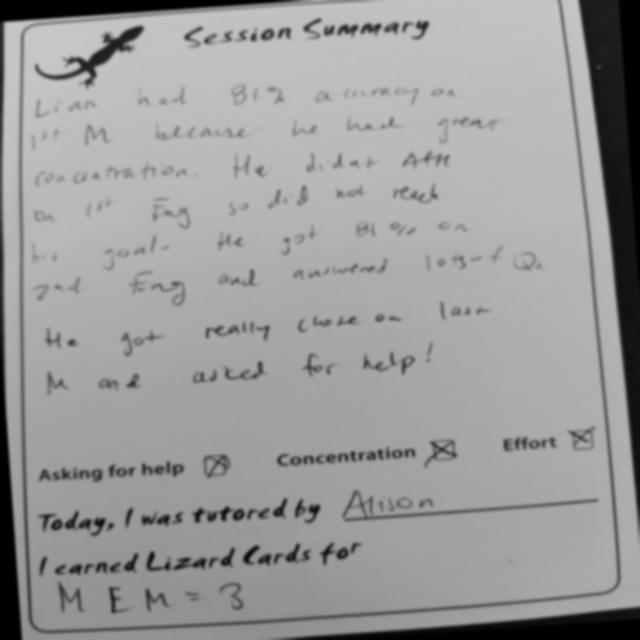 Session Summary
Liam had 81% accuracy on
1st M because he had great
concentration. He didnt AfH
on 1st Eng so did not reach
his goal. He got 81% on
2nd Eng and answered lots of Qs
He got really close on last
M and asked for help!
Asking for help Concentration Effort
Today, I was tutored by Alison
I earned Lizard Cards for
M E M = 3